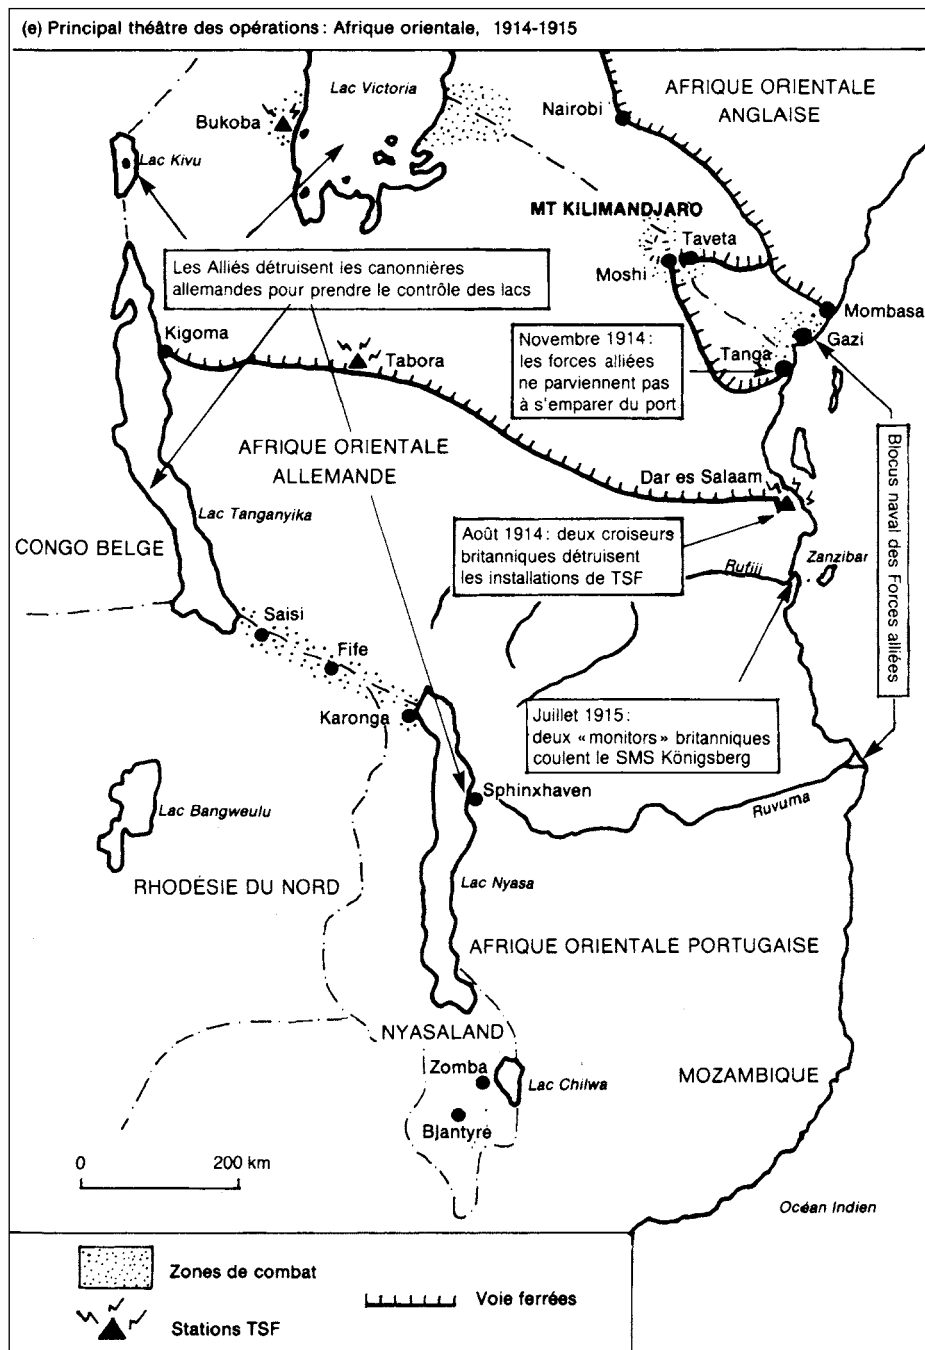 (e) Principal théâtre des opérations : Afrique orientale, 1914-1915
Lac Victoria
Bukoba
Nairobi
AFRIQUE ORIENTALE
ANGLAISE
Lac Kivu
MT KILIMANDJARO
Taveta
Moshi
Les Alliés détruisent les canonnières
allemandes pour prendre le contrôle des lacs
Mombasa
Gazi
Kigoma
Tabora
Novembre 1914 :
les forces alliées
ne parviennent pas
à s'emparer du port
Tanga
AFRIQUE ORIENTALE
ALLEMANDE
Dar es Salaam
Blocus naval des Forces alliées
Lac Tanganyika
CONGO BELGE
Août 1914 : deux croiseurs
britanniques détruisent
les installations de TSF
Rufiji
Zanzibar
Saisi
Fife
Karonga
Juillet 1915 :
deux «monitors» britanniques
coulent le SMS Königsberg
Sphinxhaven
Ruvuma
Lac Bangweulu
RHODÉSIE DU NORD
Lac Nyasa
AFRIQUE ORIENTALE PORTUGAISE
NYASALAND
Zomba
Lac Chilwa
MOZAMBIQUE
Blantyre
0 200 km
Océan Indien
Zones de combat
Voie ferrées
Stations TSF